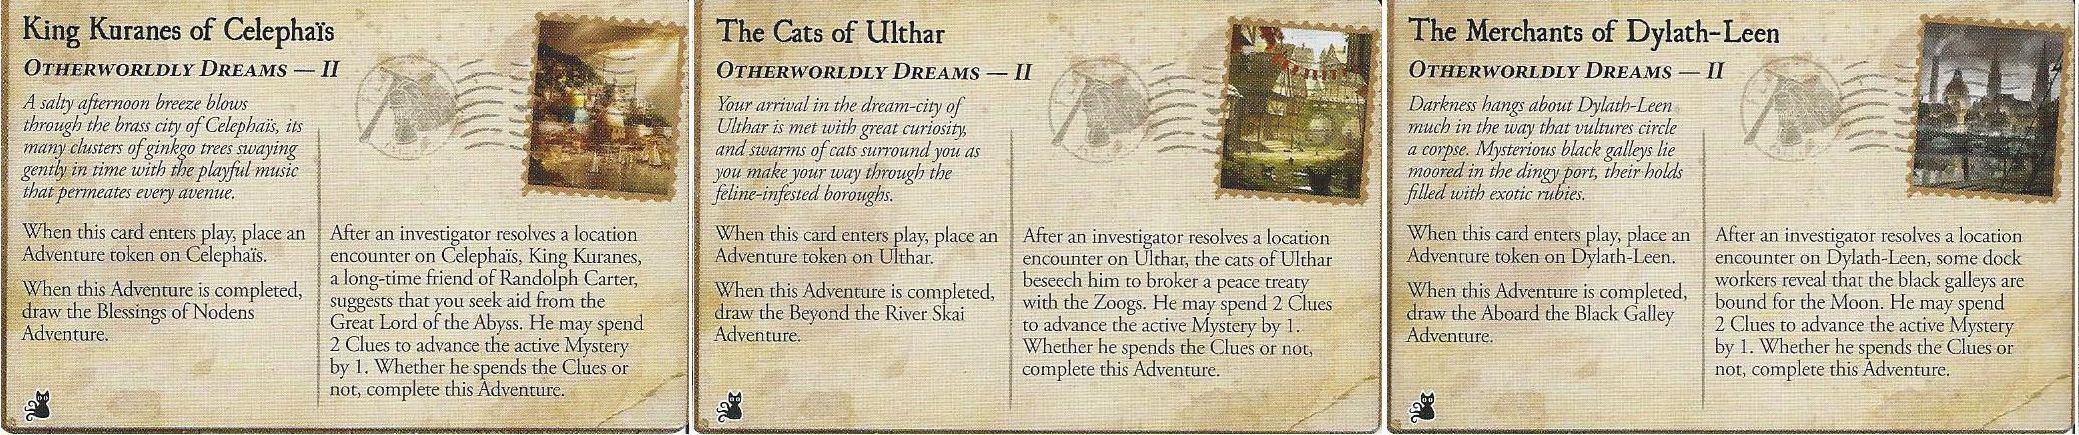 King Kuranes of Celephaïs
Otherworldly Dreams — II
A salty afternoon breeze blows
through the brass city of Celephaïs, its
many clusters of ginkgo trees swaying
gently in time with the playful music
that permeates every avenue.
When this card enters play, place an
Adventure token on Celephaïs.
When this Adventure is completed,
draw the Blessings of Nodens
Adventure.
After an investigator resolves a location
encounter on Celephaïs, King Kuranes,
a long-time friend of Randolph Carter,
suggests that you seek aid from the
Great Lord of the Abyss. He may spend
2 Clues to advance the active Mystery
by 1. Whether he spends the Clues or
not, complete this Adventure.
The Cats of Ulthar
Otherworldly Dreams — II
Your arrival in the dream-city of
Ulthar is met with great curiosity,
and swarms of cats surround you as
you make your way through the
feline-infested boroughs.
When this card enters play, place an
Adventure token on Ulthar.
When this Adventure is completed,
draw the Beyond the River Skai
Adventure.
After an investigator resolves a location
encounter on Ulthar, the cats of Ulthar
beseech him to broker a peace treaty
with the Zoogs. He may spend 2 Clues
to advance the active Mystery by 1.
Whether he spends the Clues or not,
complete this Adventure.
The Merchants of Dylath-Leen
Otherworldly Dreams — II
Darkness hangs about Dylath-Leen
much in the way that vultures circle
a corpse. Mysterious black galleys lie
moored in the dingy port, their holds
filled with exotic rubies.
When this card enters play, place an
Adventure token on Dylath-Leen.
When this Adventure is completed,
draw the Aboard the Black Galley
Adventure.
After an investigator resolves a location
encounter on Dylath-Leen, some dock
workers reveal that the black galleys are
bound for the Moon. He may spend
2 Clues to advance the active Mystery
by 1. Whether he spends the Clues or
not, complete this Adventure.